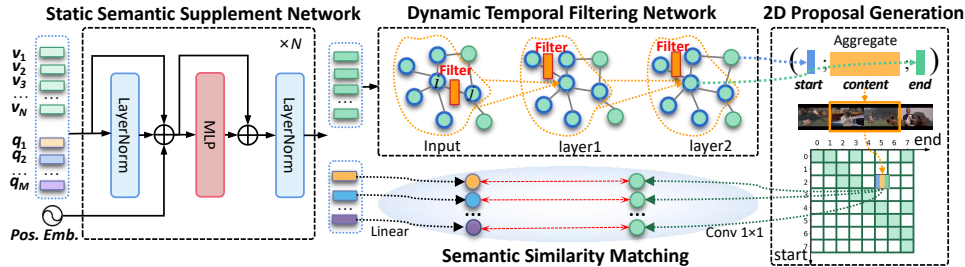 Static Semantic Supplement Network
Dynamic Temporal Filtering Network
2D Proposal Generation
×N
v1
v2
v3
...
vN
q1
q2
...
qM
Pos. Emb.
LayerNorm
MLP
LayerNorm
...
...
Filter
i
j
Filter
Filter
Input
layer1
layer2
Aggregate
( , ; )
start
content
end
0 1 2 3 4 5 6 7
end
0
1
2
3
4
5
6
7
start
Linear
...
...
Conv 1×1
Semantic Similarity Matching